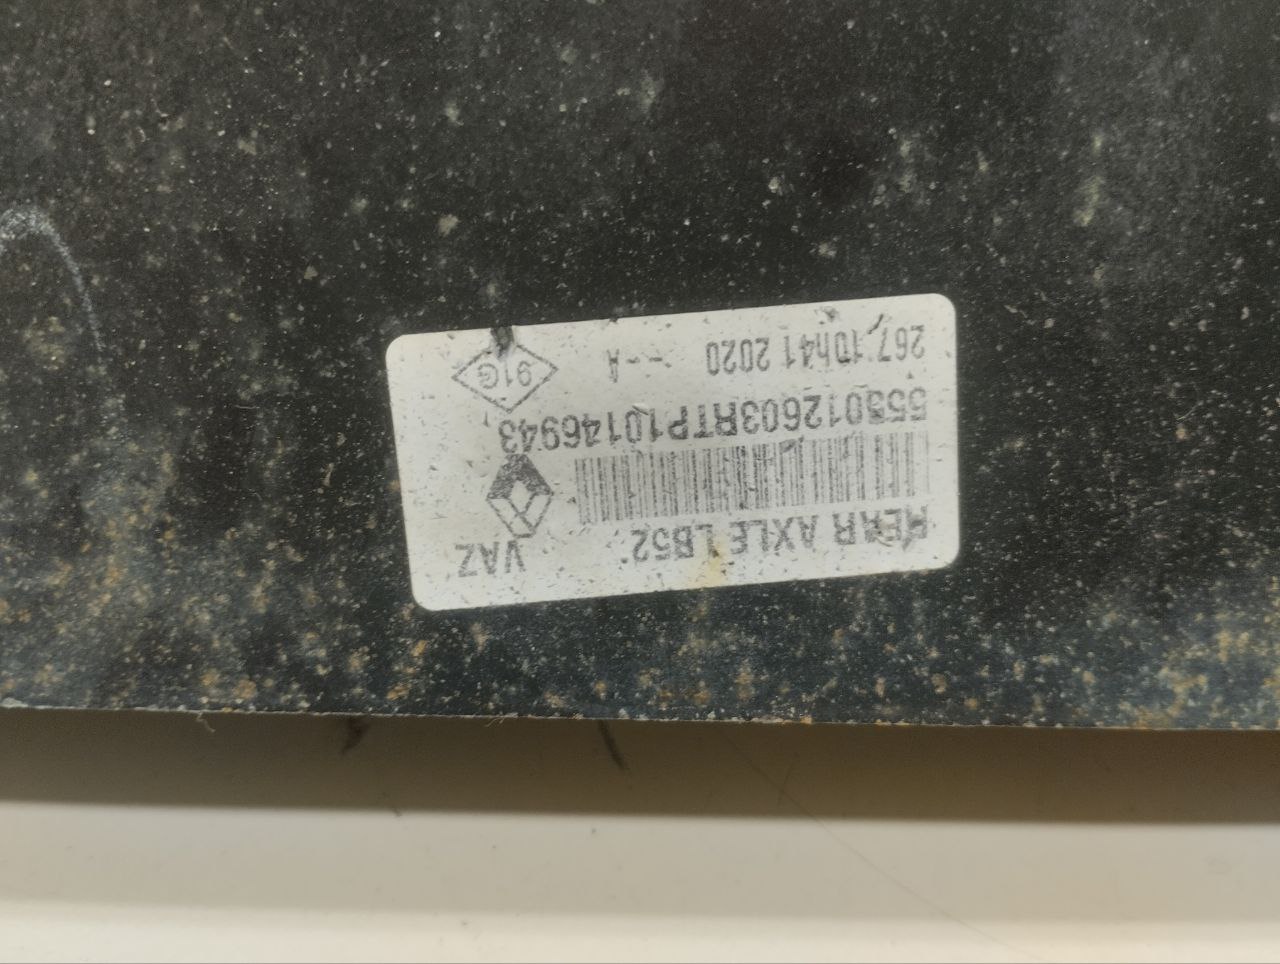 267 10h41 2020 --A 91G
555012603RTP10146943
REAR AXLE LB52 VAZ